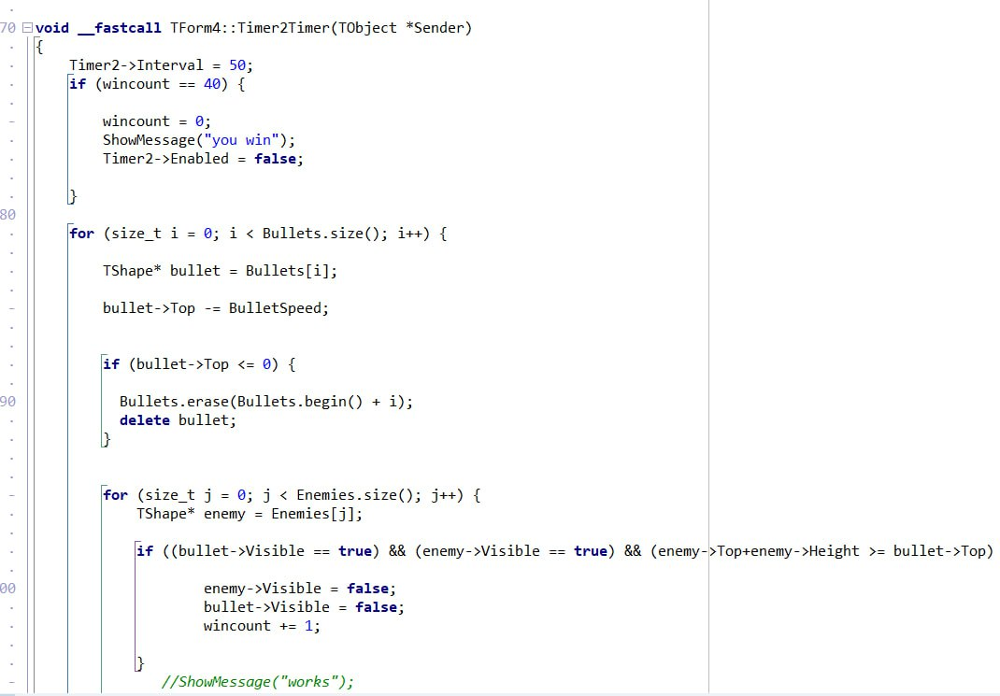 70 void __fastcall TForm4::Timer2Timer(TObject *Sender)
{
Timer2->Interval = 50;
if (wincount == 40) {
wincount = 0;
ShowMessage("you win");
Timer2->Enabled = false;
}
80
for (size_t i = 0; i < Bullets.size(); i++) {
TShape* bullet = Bullets[i];
bullet->Top -= BulletSpeed;
if (bullet->Top <= 0) {
90 Bullets.erase(Bullets.begin() + i);
delete bullet;
}
for (size_t j = 0; j < Enemies.size(); j++) {
TShape* enemy = Enemies[j];
if ((bullet->Visible == true) && (enemy->Visible == true) && (enemy->Top+enemy->Height >= bullet->Top)
00 enemy->Visible = false;
bullet->Visible = false;
wincount += 1;
}
//ShowMessage("works");